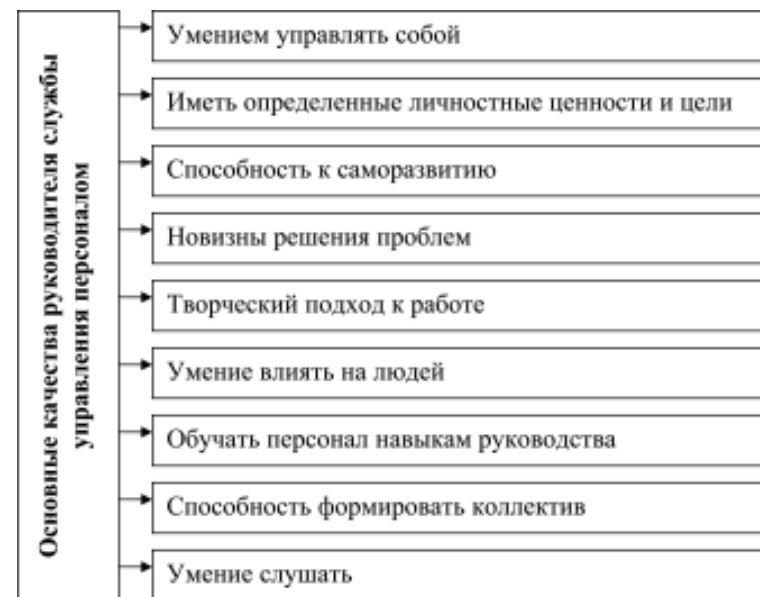 Основные качества руководителя службы
управления персоналом
Умением управлять собой
Иметь определенные личностные ценности и цели
Способность к саморазвитию
Новизны решения проблем
Творческий подход к работе
Умение влиять на людей
Обучать персонал навыкам руководства
Способность формировать коллектив
Умение слушать